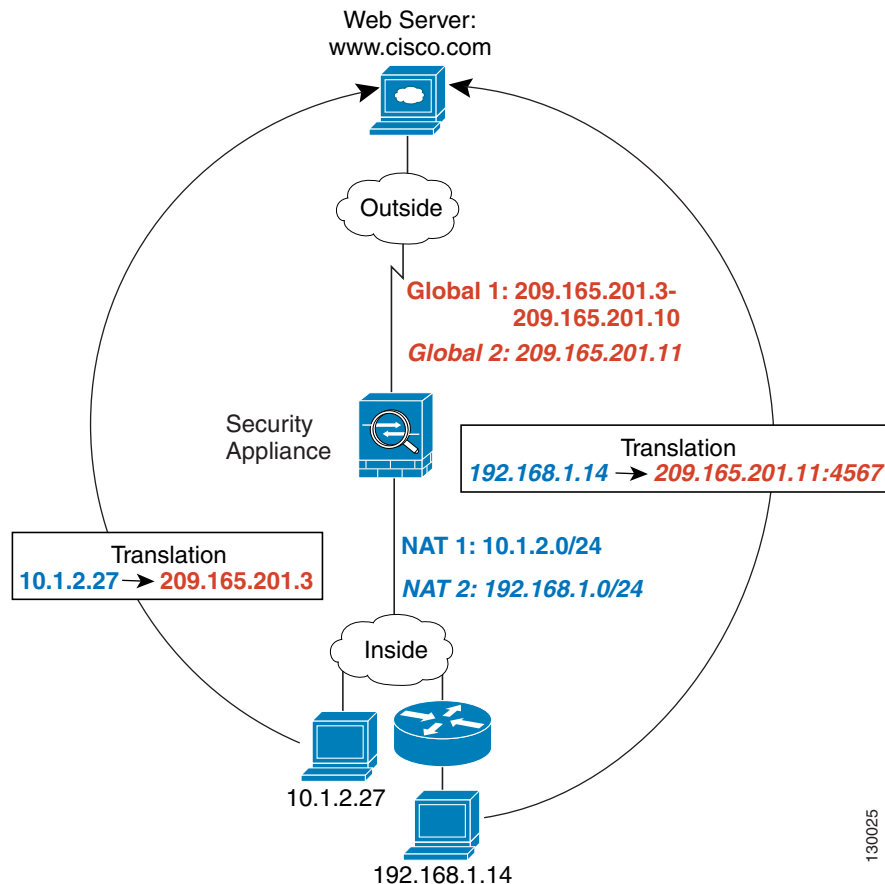 Web Server:
www.cisco.com
Outside
Global 1: 209.165.201.3-
209.165.201.10
Global 2: 209.165.201.11
Security
Appliance
Translation
192.168.1.14 → 209.165.201.11:4567
Translation
10.1.2.27 → 209.165.201.3
NAT 1: 10.1.2.0/24
NAT 2: 192.168.1.0/24
Inside
10.1.2.27
192.168.1.14
130025